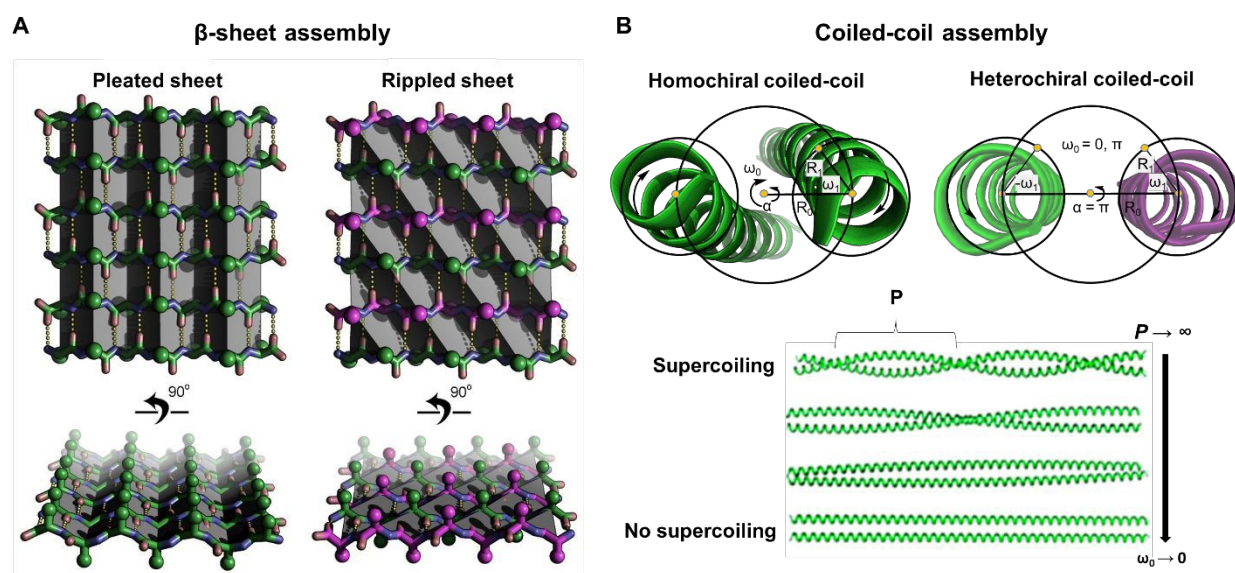 A
β-sheet assembly
Pleated sheet
Rippled sheet
90°
90°
B
Coiled-coil assembly
Homochiral coiled-coil
Heterochiral coiled-coil
ω₀
α
R₁
ω₁
R₀
ω₀ = 0, π
-ω₁
R₁
ω₁
α = π
R₀
P
P → ∞
Supercoiling
No supercoiling
ω₀ → 0